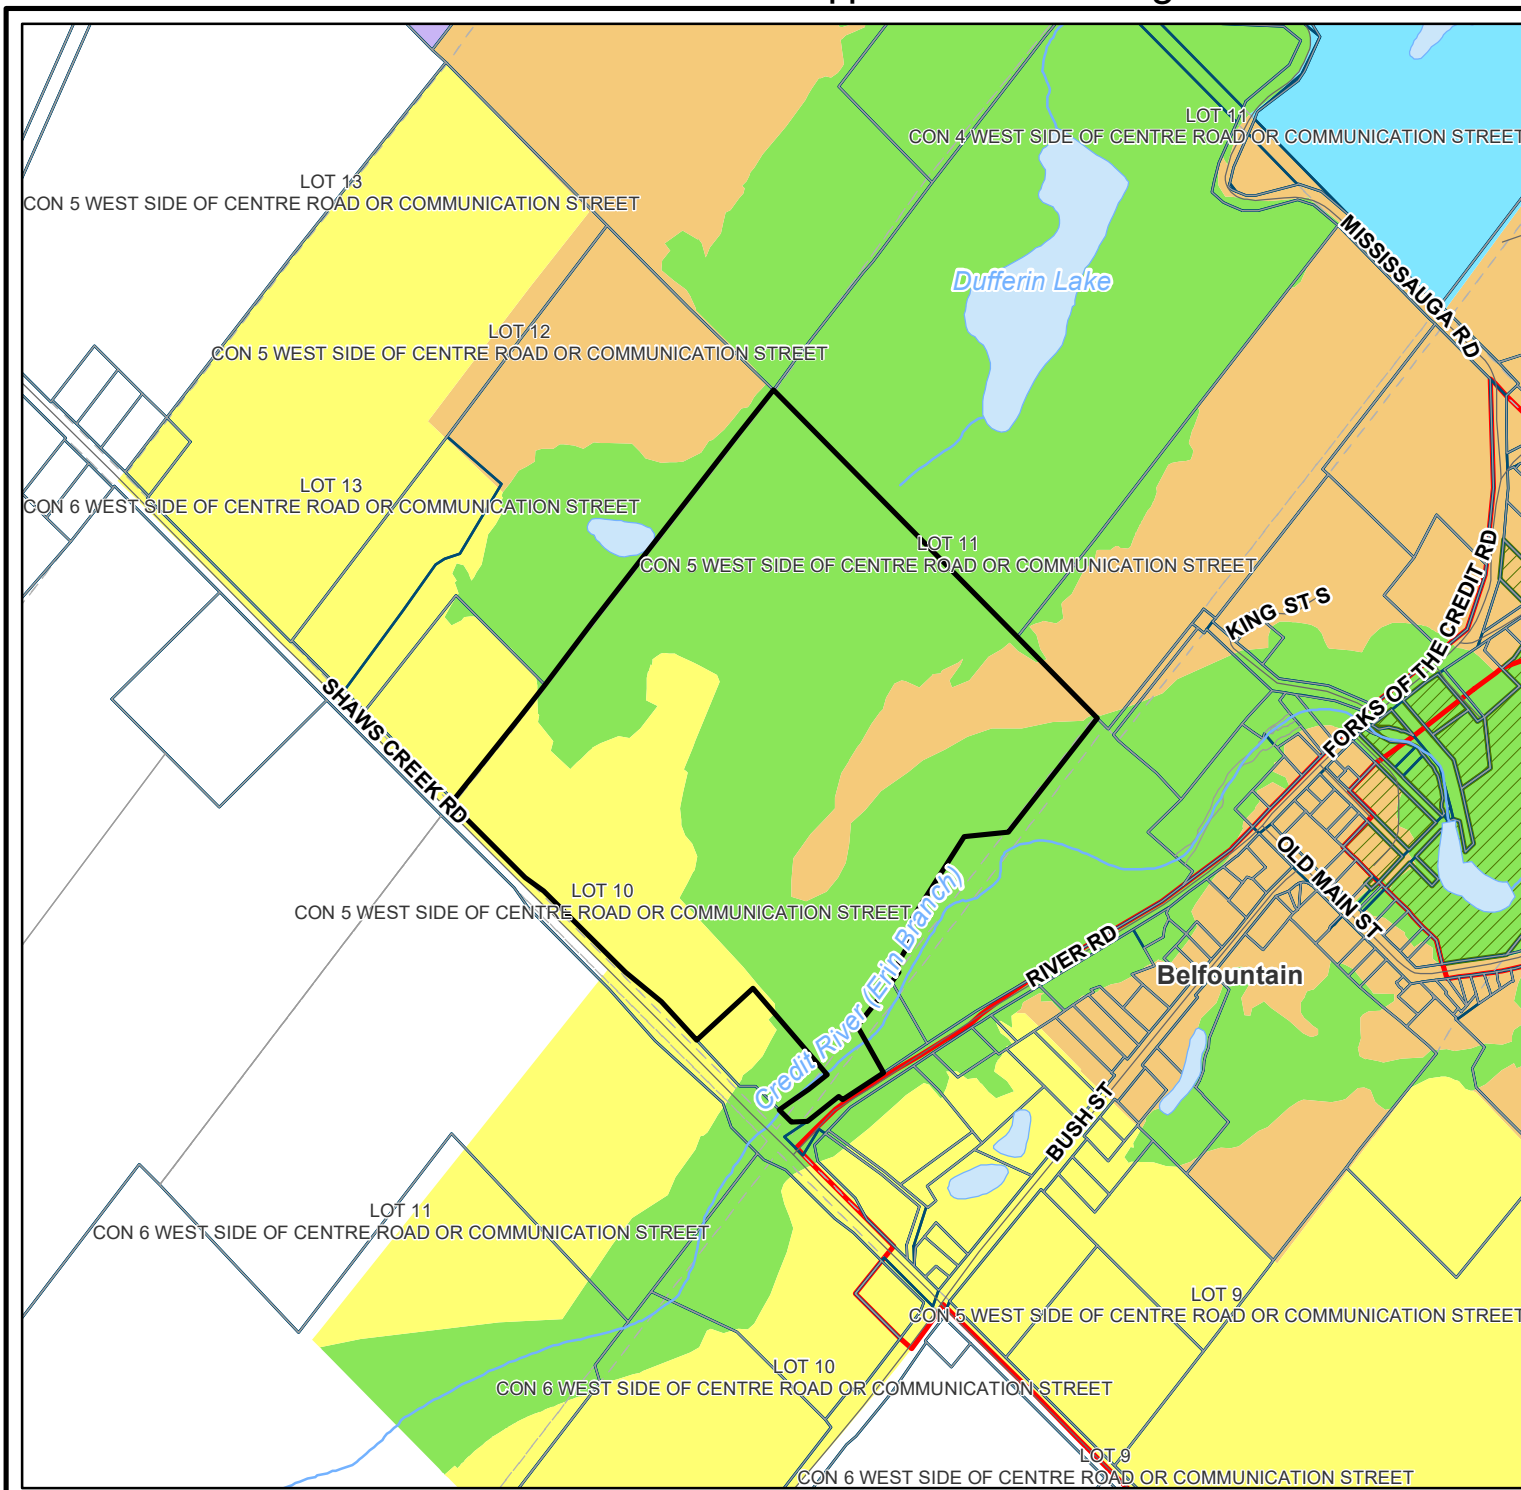 LOT 11
CON 4 WEST SIDE OF CENTRE ROAD OR COMMUNICATION STREET
LOT 13
CON 5 WEST SIDE OF CENTRE ROAD OR COMMUNICATION STREET
MISSISSAUGA RD
Dufferin Lake
LOT 12
CON 5 WEST SIDE OF CENTRE ROAD OR COMMUNICATION STREET
LOT 13
CON 6 WEST SIDE OF CENTRE ROAD OR COMMUNICATION STREET
LOT 11
CON 5 WEST SIDE OF CENTRE ROAD OR COMMUNICATION STREET
KING ST S
FORKS OF THE CREDIT RD
SHAWS CREEK RD
OLD MAIN ST
LOT 10
CON 5 WEST SIDE OF CENTRE ROAD OR COMMUNICATION STREET
Credit River (Erin Branch)
RIVER RD
Belfountain
BUSH ST
LOT 11
CON 6 WEST SIDE OF CENTRE ROAD OR COMMUNICATION STREET
LOT 9
CON 5 WEST SIDE OF CENTRE ROAD OR COMMUNICATION STREET
LOT 10
CON 6 WEST SIDE OF CENTRE ROAD OR COMMUNICATION STREET
LOT 9
CON 6 WEST SIDE OF CENTRE ROAD OR COMMUNICATION STREET